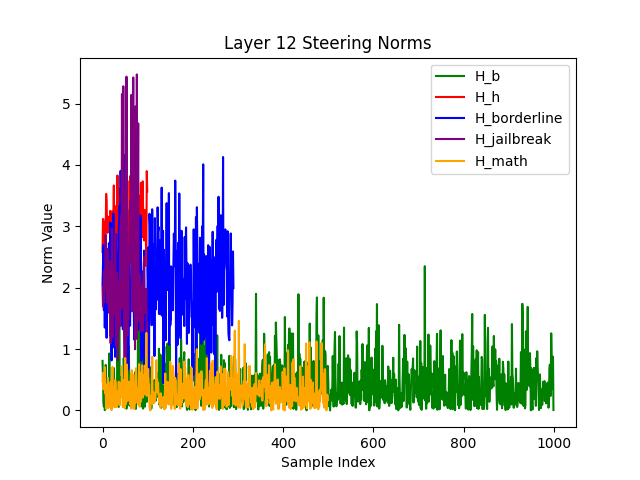 Layer 12 Steering Norms
Norm Value
5
4
3
2
1
0
H_b
H_h
H_borderline
H_jailbreak
H_math
0 200 400 600 800 1000
Sample Index